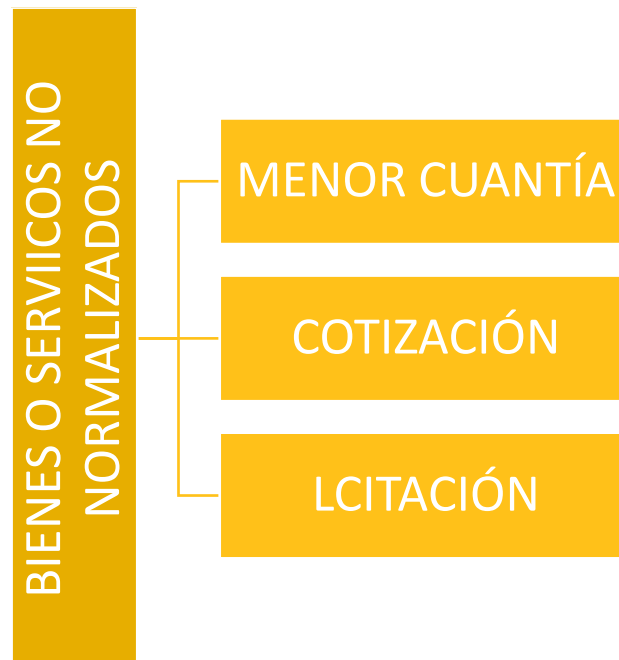 BIENES O SERVIICOS NO
NORMALIZADOS
MENOR CUANTÍA
COTIZACIÓN
LCITACIÓN